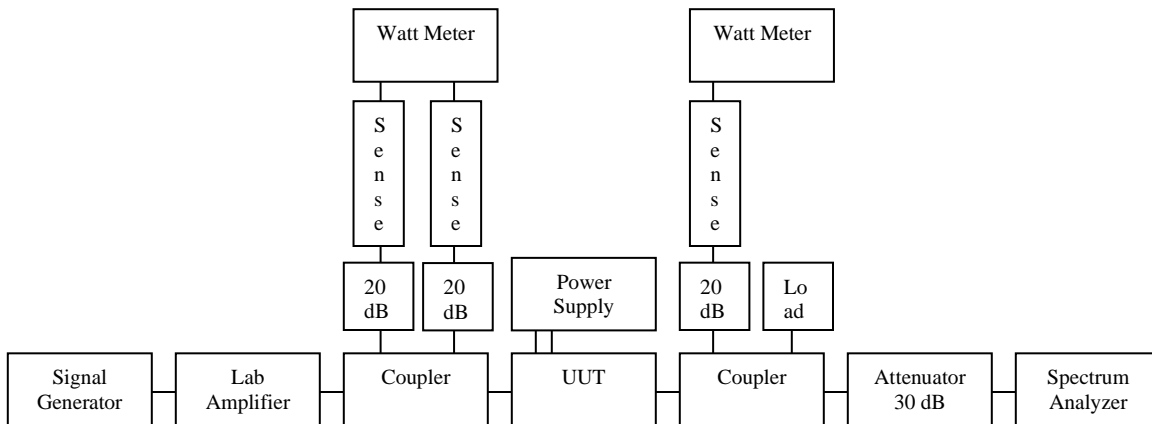 Watt Meter
Watt Meter
S
e
n
s
e
S
e
n
s
e
S
e
n
s
e
20
dB
20
dB
Power
Supply
20
dB
Lo
ad
Signal
Generator
Lab
Amplifier
Coupler
UUT
Coupler
Attenuator
30 dB
Spectrum
Analyzer